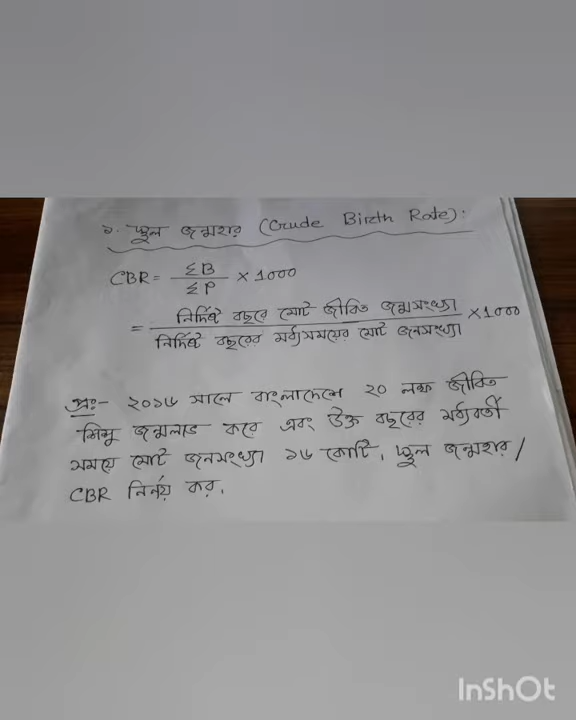 ১. স্থূল জন্মহার (Crude Birth Rate):
CBR = ΣB / ΣP × 1000
= নির্দিষ্ট বছরে মোট জীবিত জন্মসংখ্যা / নির্দিষ্ট বছরের মধ্যসময়ের মোট জনসংখ্যা × 1000
প্রঃ- ২০১৬ সালে বাংলাদেশে ২০ লক্ষ জীবিত
শিশু জন্মলাভ করে এবং উক্ত বছরের মধ্যবর্তী
সময়ে মোট জনসংখ্যা ১৬ কোটি, স্থূল জন্মহার /
CBR নির্ণয় কর।
InShOt